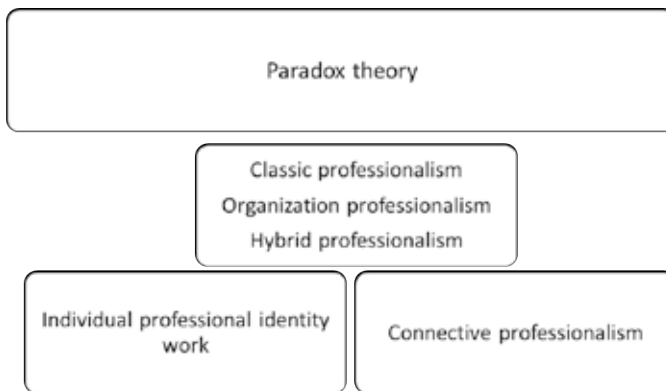 Paradox theory
Classic professionalism
Organization professionalism
Hybrid professionalism
Individual professional identity
work
Connective professionalism